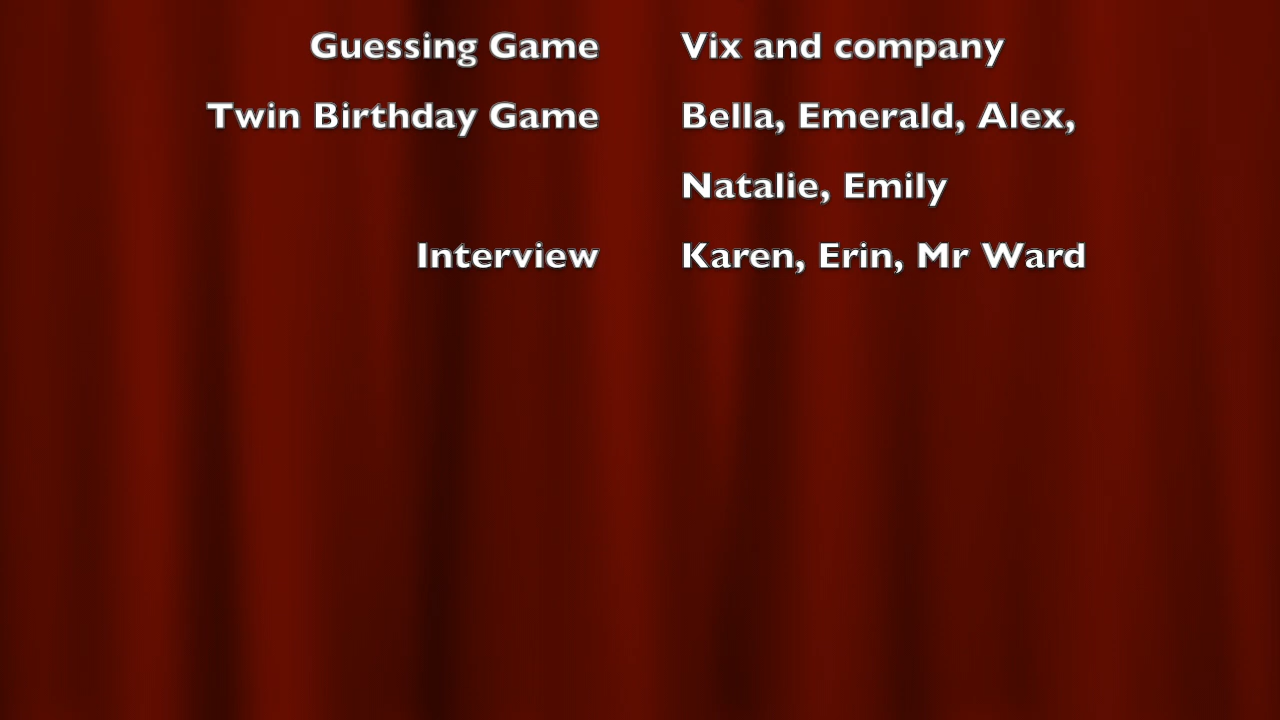 Guessing Game Vix and company
Twin Birthday Game Bella, Emerald, Alex,
Natalie, Emily
Interview Karen, Erin, Mr Ward